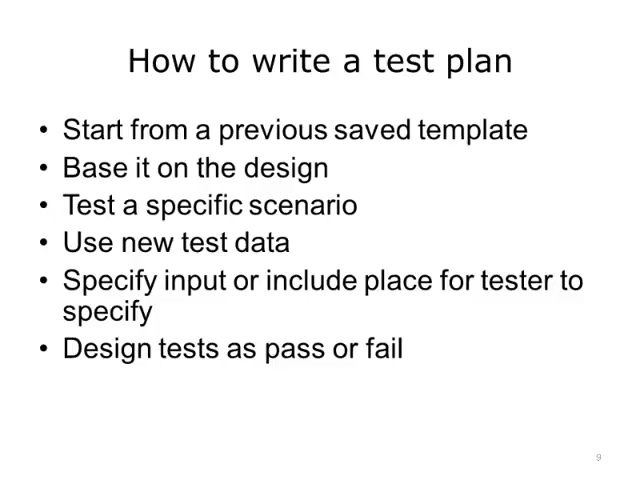 How to write a test plan
• Start from a previous saved template
• Base it on the design
• Test a specific scenario
• Use new test data
• Specify input or include place for tester to
specify
• Design tests as pass or fail
9